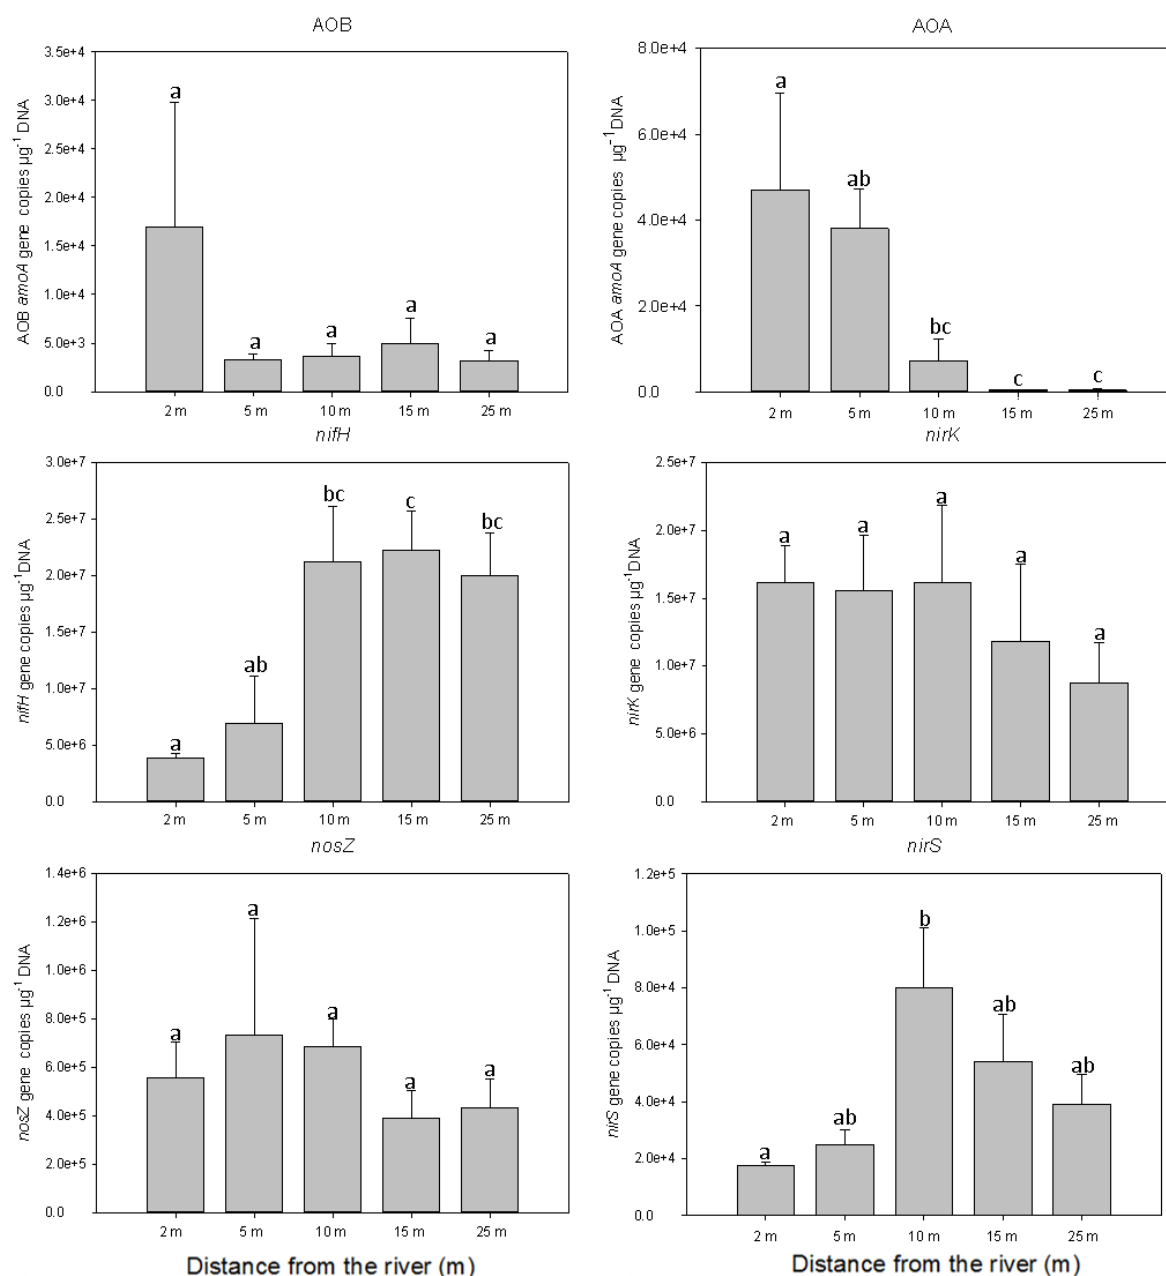 AOB
AOB amoA gene copies µg⁻¹ DNA
3.5e+4
3.0e+4
2.5e+4
2.0e+4
1.5e+4
1.0e+4
5.0e+3
0.0
a
a
a
a
a
2 m 5 m 10 m 15 m 25 m
AOA
AOA amoA gene copies µg⁻¹ DNA
8.0e+4
6.0e+4
4.0e+4
2.0e+4
0.0
a
ab
bc
c
c
2 m 5 m 10 m 15 m 25 m
nifH
nifH gene copies µg⁻¹ DNA
3.0e+7
2.5e+7
2.0e+7
1.5e+7
1.0e+7
5.0e+6
0.0
a
ab
bc
c
bc
2 m 5 m 10 m 15 m 25 m
nirK
nirK gene copies µg⁻¹ DNA
2.5e+7
2.0e+7
1.5e+7
1.0e+7
5.0e+6
0.0
a
a
a
a
a
2 m 5 m 10 m 15 m 25 m
nosZ
nosZ gene copies µg⁻¹ DNA
1.4e+6
1.2e+6
1.0e+6
8.0e+5
6.0e+5
4.0e+5
2.0e+5
0.0
a
a
a
a
a
2 m 5 m 10 m 15 m 25 m
Distance from the river (m)
nirS
nirS gene copies µg⁻¹ DNA
1.2e+5
1.0e+5
8.0e+4
6.0e+4
4.0e+4
2.0e+4
0.0
a
ab
b
ab
ab
2 m 5 m 10 m 15 m 25 m
Distance from the river (m)